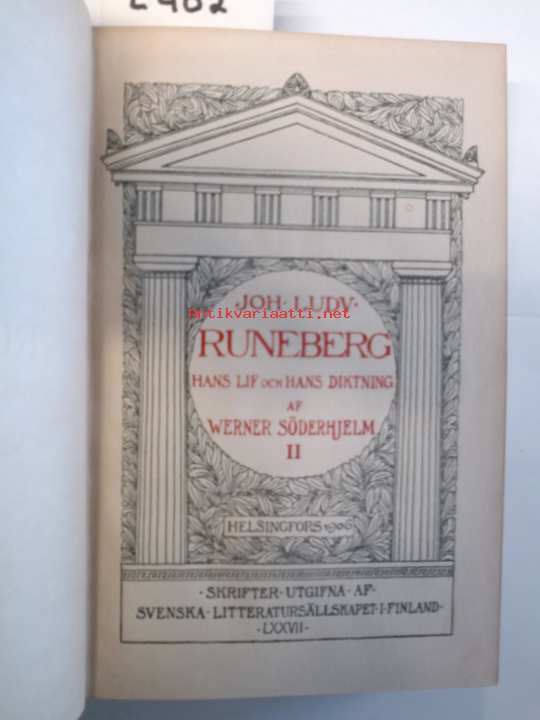 JOH · LUDV ·
Antikvariaatti.net
RUNEBERG
HANS LIF OCH HANS DIKTNING
AF
WERNER SÖDERHJELM
II
HELSINGFORS 1906
· SKRIFTER · UTGIFNA · AF ·
SVENSKA · LITTERATURSÄLLSKAPET · I · FINLAND ·
· LXXVII ·